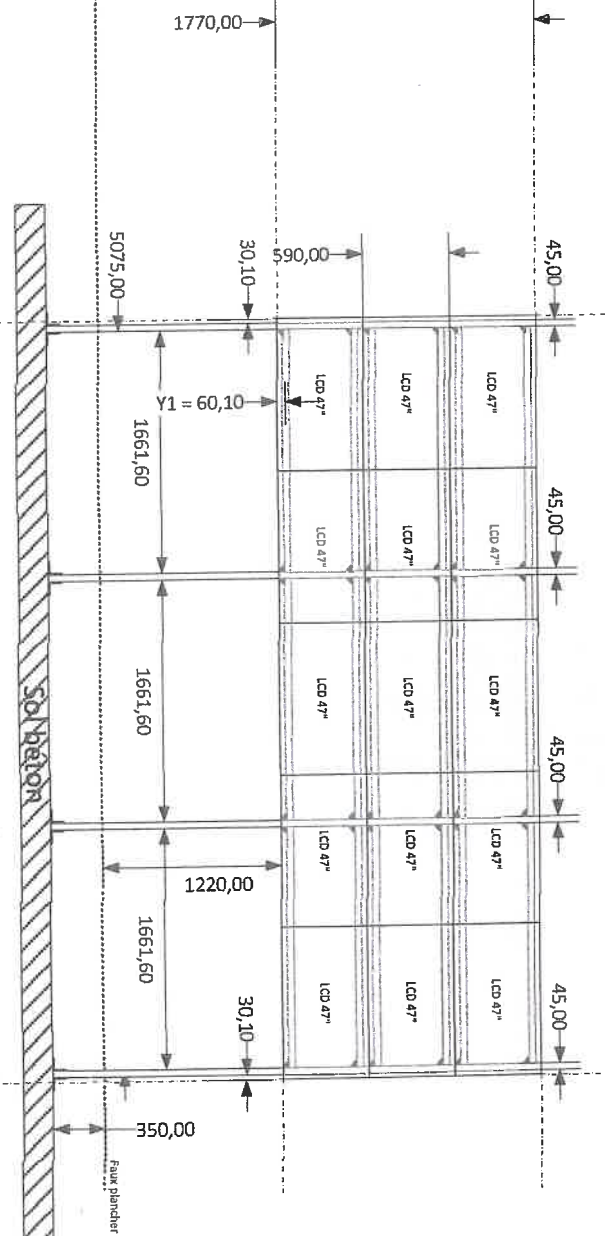 45,00
45,00
45,00
45,00
LCD 47"
LCD 47"
LCD 47"
LCD 47"
LCD 47"
590,00
LCD 47"
LCD 47"
LCD 47"
LCD 47"
LCD 47"
LCD 47"
LCD 47"
LCD 47"
LCD 47"
LCD 47"
1770,00
30,10
Y1 = 60,10
1220,00
30,10
1661,60
1661,60
1661,60
5075,00
350,00
Faux plancher
Sol béton